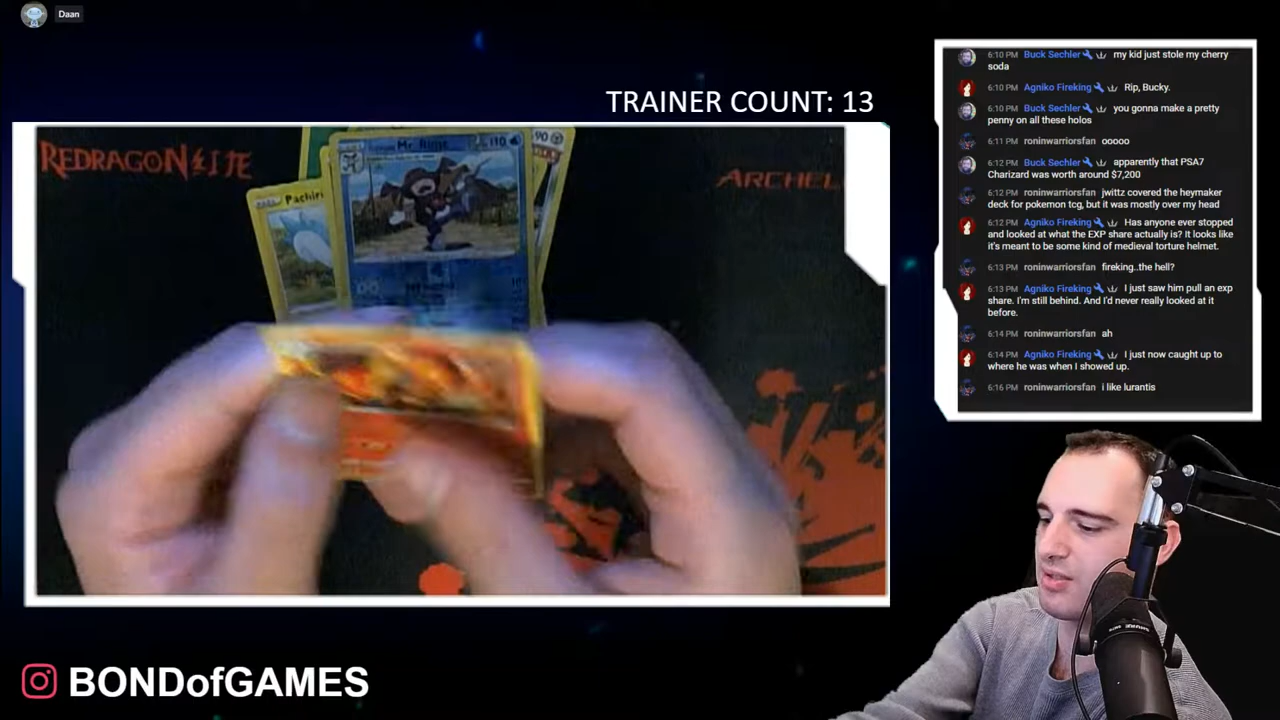 Daan
TRAINER COUNT: 13
REDRAGON
ARCHE
Mr. Rime
110
90
Pachiri
6:10 PM Buck Sechler my kid just stole my cherry
soda
6:10 PM Agniko Fireking Rip, Bucky.
6:10 PM Buck Sechler you gonna make a pretty
penny on all these holos
6:11 PM roninwarriorsfan ooooo
6:12 PM Buck Sechler apparently that PSA7
Charizard was worth around $7,200
6:12 PM roninwarriorsfan jwittz covered the heymaker
deck for pokemon tcg, but it was mostly over my head
6:12 PM Agniko Fireking Has anyone ever stopped
and looked at what the EXP share actually is? It looks like
it's meant to be some kind of medieval torture helmet.
6:13 PM roninwarriorsfan fireking..the hell?
6:13 PM Agniko Fireking I just saw him pull an exp
share. I'm still behind. And I'd never really looked at it
before.
6:14 PM roninwarriorsfan ah
6:14 PM Agniko Fireking I just now caught up to
where he was when I showed up.
6:16 PM roninwarriorsfan i like lurantis
BONDofGAMES